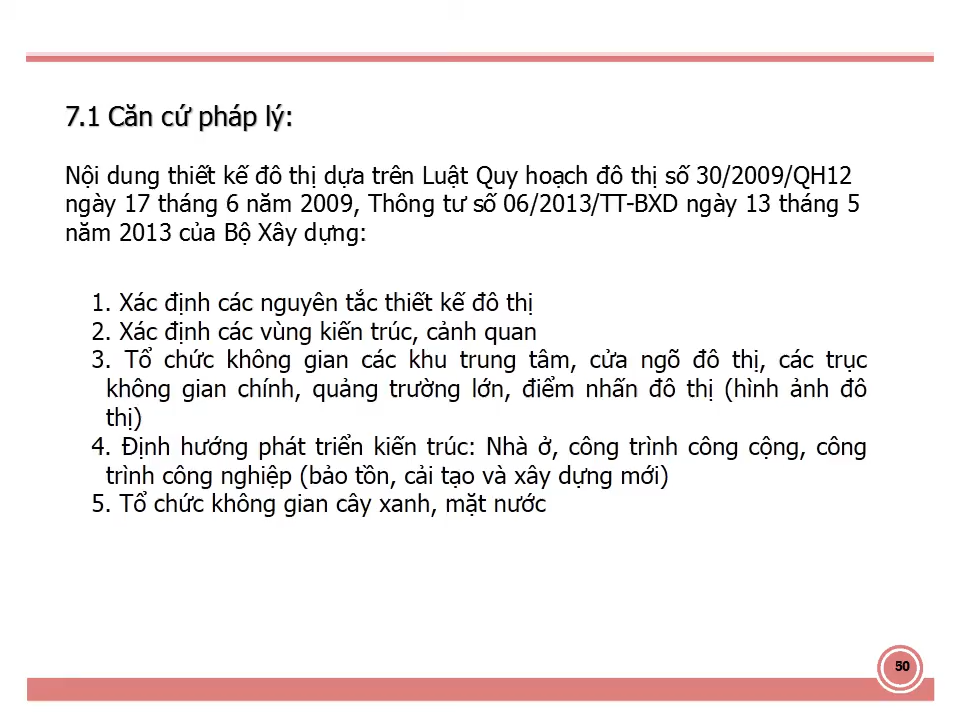 7.1 Căn cứ pháp lý:
Nội dung thiết kế đô thị dựa trên Luật Quy hoạch đô thị số 30/2009/QH12
ngày 17 tháng 6 năm 2009, Thông tư số 06/2013/TT-BXD ngày 13 tháng 5
năm 2013 của Bộ Xây dựng:
1. Xác định các nguyên tắc thiết kế đô thị
2. Xác định các vùng kiến trúc, cảnh quan
3. Tổ chức không gian các khu trung tâm, cửa ngõ đô thị, các trục
không gian chính, quảng trường lớn, điểm nhấn đô thị (hình ảnh đô
thị)
4. Định hướng phát triển kiến trúc: Nhà ở, công trình công cộng, công
trình công nghiệp (bảo tồn, cải tạo và xây dựng mới)
5. Tổ chức không gian cây xanh, mặt nước
50